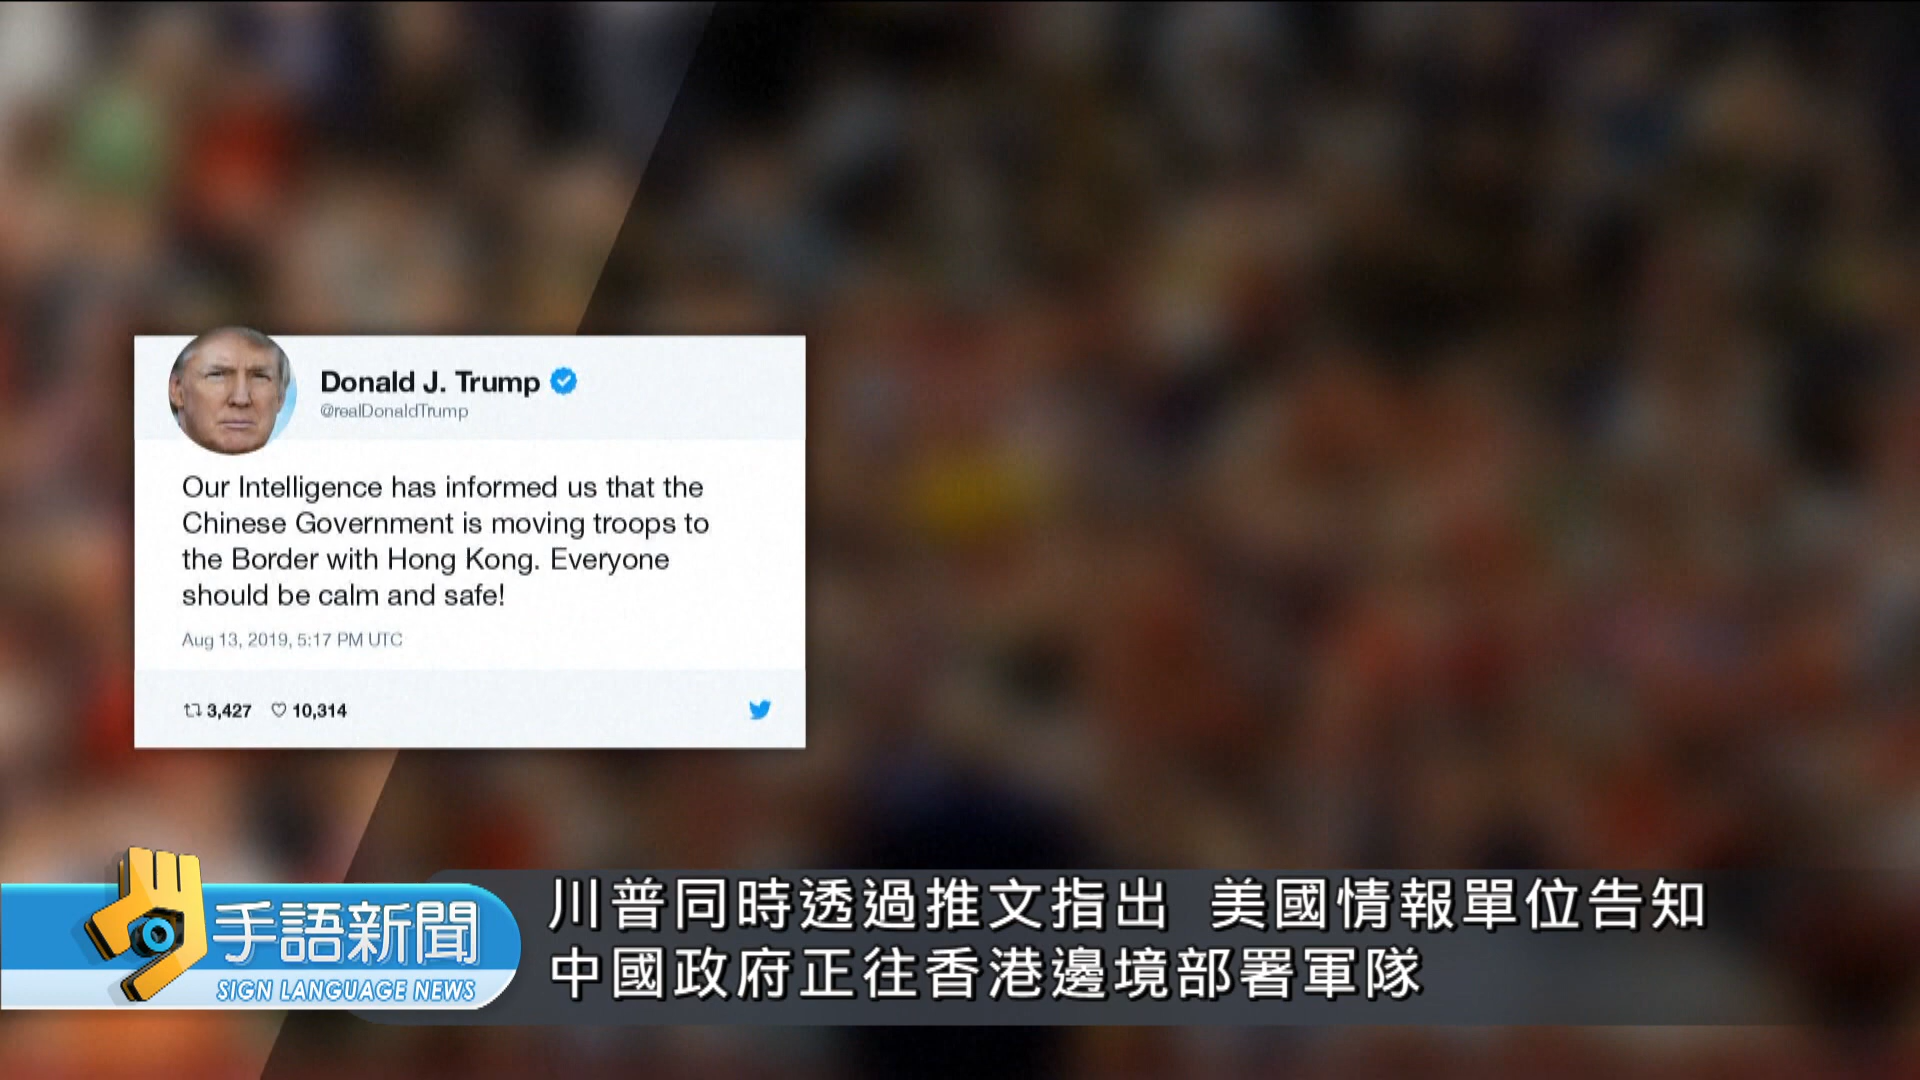 Donald J. Trump
@realDonaldTrump
Our Intelligence has informed us that the
Chinese Government is moving troops to
the Border with Hong Kong. Everyone
should be calm and safe!
Aug 13, 2019, 5:17 PM UTC
3,427 10,314
手語新聞
SIGN LANGUAGE NEWS
川普同時透過推文指出 美國情報單位告知
中國政府正往香港邊境部署軍隊